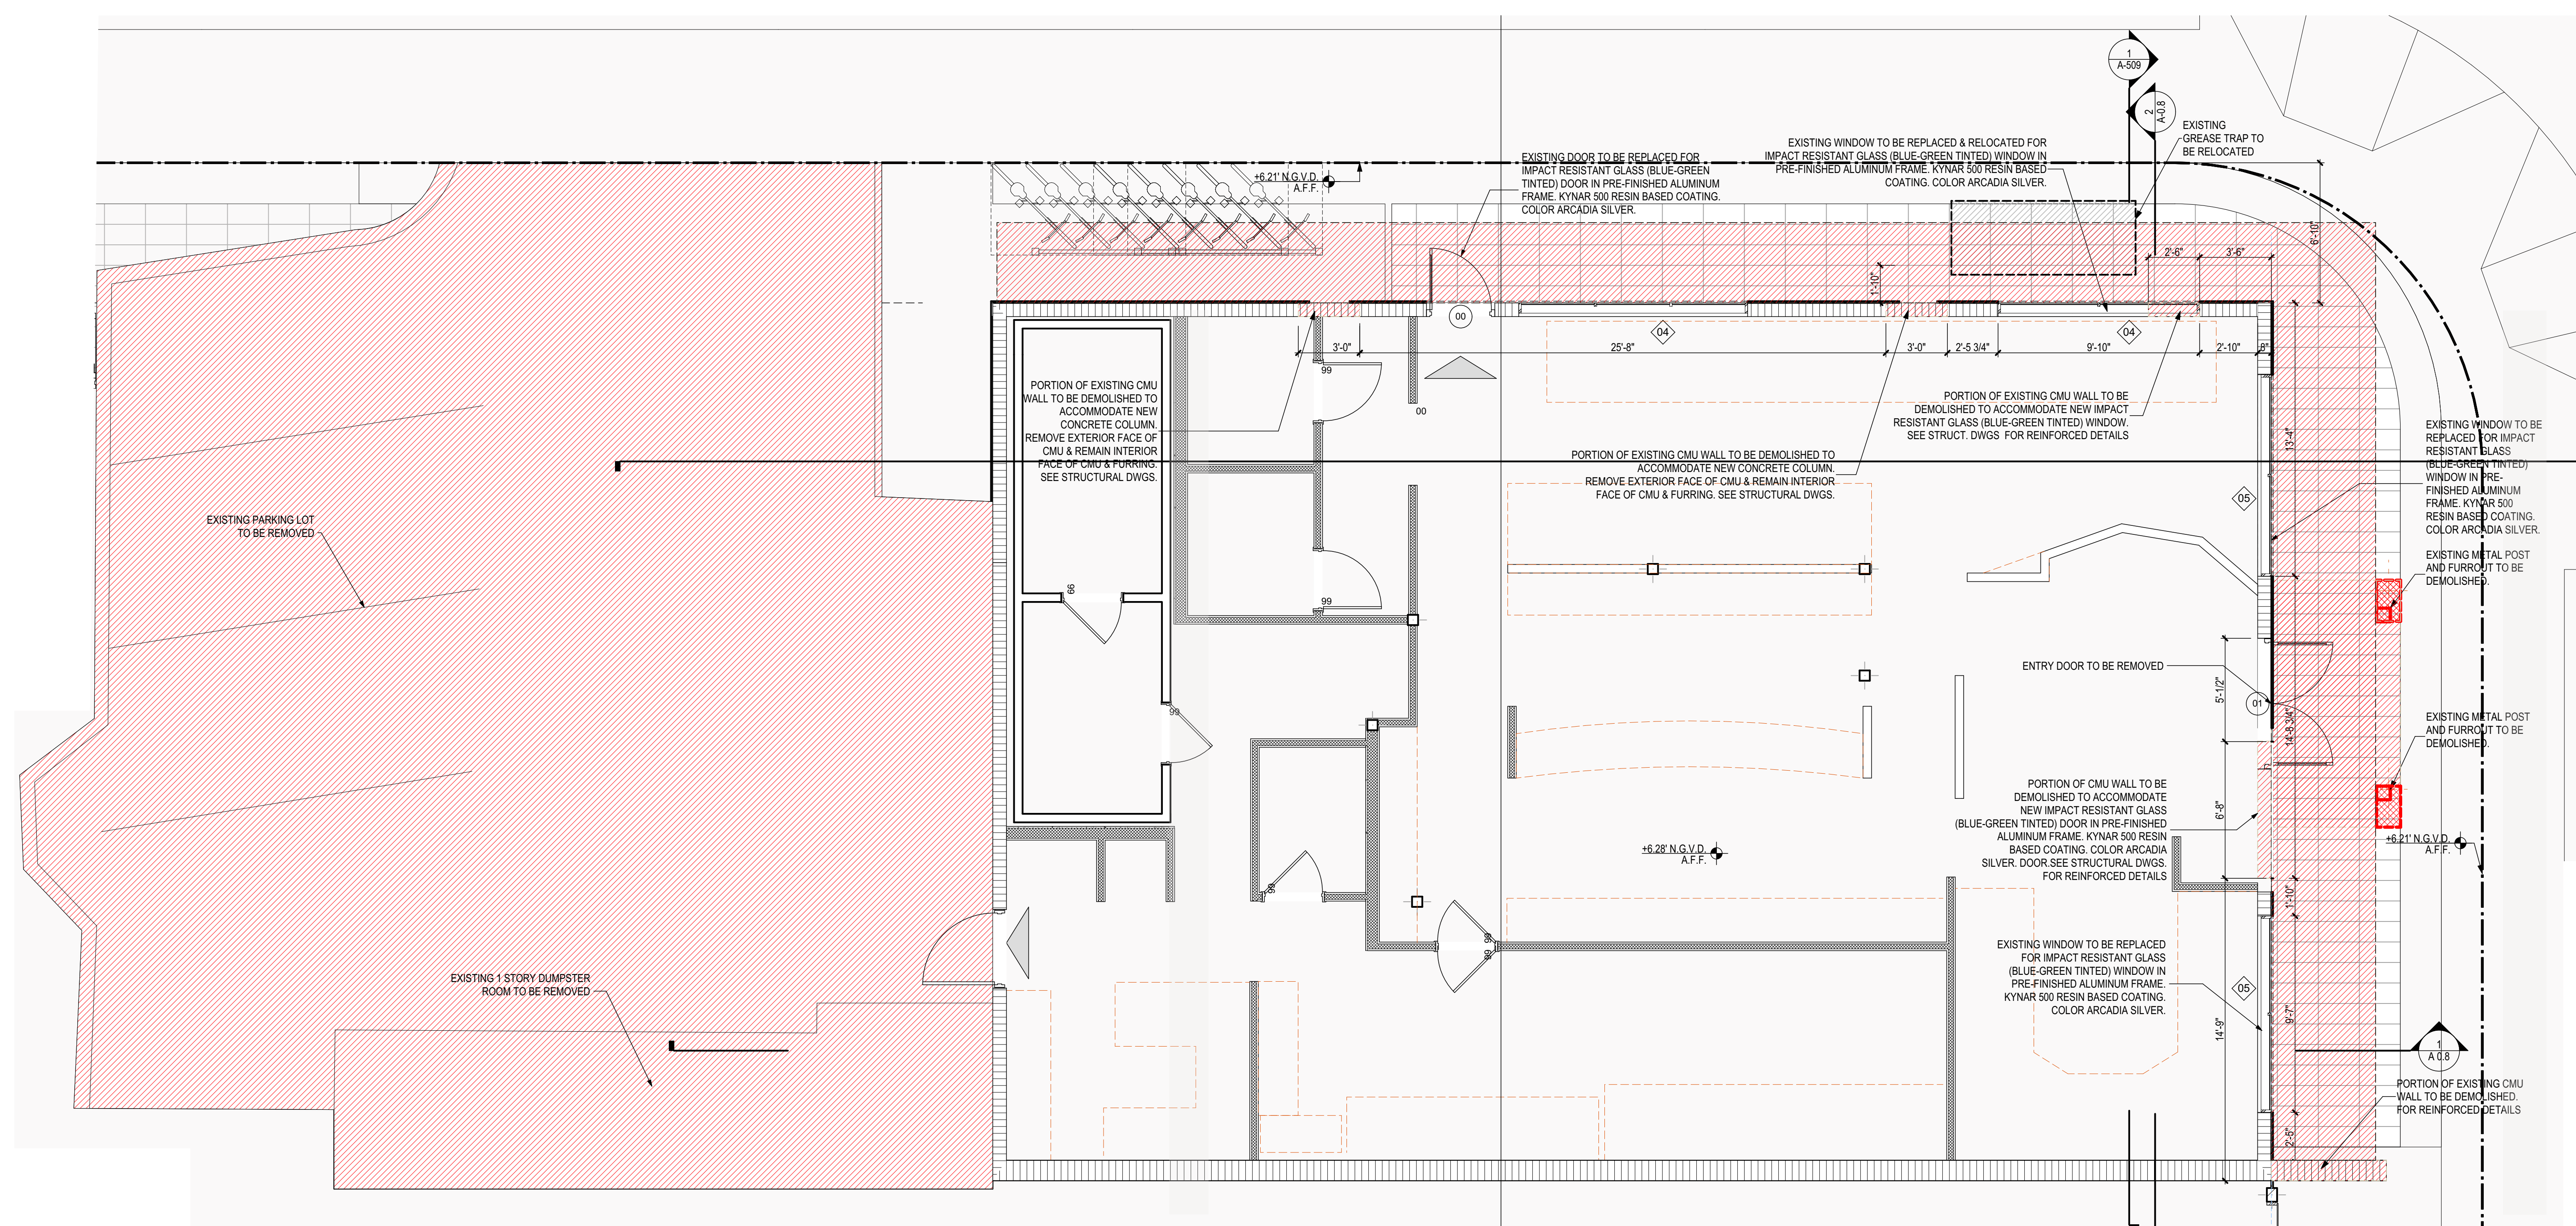 1
A-509
2
A-0.8
EXISTING
GREASE TRAP TO
BE RELOCATED
EXISTING WINDOW TO BE REPLACED & RELOCATED FOR
IMPACT RESISTANT GLASS (BLUE-GREEN TINTED) WINDOW IN
PRE-FINISHED ALUMINUM FRAME. KYNAR 500 RESIN BASED
COATING. COLOR ARCADIA SILVER.
EXISTING DOOR TO BE REPLACED FOR
IMPACT RESISTANT GLASS (BLUE-GREEN
TINTED) DOOR IN PRE-FINISHED ALUMINUM
FRAME. KYNAR 500 RESIN BASED COATING.
COLOR ARCADIA SILVER.
+6.21' N.G.V.D.
A.F.F.
6'-10"
2'-6"
3'-6"
1'-10"
00
04
04
3'-0"
25'-8"
3'-0"
2'-5 3/4"
9'-10"
2'-10"
8"
99
00
PORTION OF EXISTING CMU
WALL TO BE DEMOLISHED TO
ACCOMMODATE NEW
CONCRETE COLUMN.
REMOVE EXTERIOR FACE OF
CMU & REMAIN INTERIOR
FACE OF CMU & FURRING.
SEE STRUCTURAL DWGS.
PORTION OF EXISTING CMU WALL TO BE
DEMOLISHED TO ACCOMMODATE NEW IMPACT
RESISTANT GLASS (BLUE-GREEN TINTED) WINDOW.
SEE STRUCT. DWGS FOR REINFORCED DETAILS
PORTION OF EXISTING CMU WALL TO BE DEMOLISHED TO
ACCOMMODATE NEW CONCRETE COLUMN.
REMOVE EXTERIOR FACE OF CMU & REMAIN INTERIOR
FACE OF CMU & FURRING. SEE STRUCTURAL DWGS.
13'-4"
EXISTING WINDOW TO BE
REPLACED FOR IMPACT
RESISTANT GLASS
(BLUE-GREEN TINTED)
WINDOW IN PRE-
FINISHED ALUMINUM
FRAME. KYNAR 500
RESIN BASED COATING.
COLOR ARCADIA SILVER.
05
EXISTING PARKING LOT
TO BE REMOVED
EXISTING METAL POST
AND FURROUT TO BE
DEMOLISHED.
99
99
99
ENTRY DOOR TO BE REMOVED
5'-1/2"
01
14'-8 3/4"
EXISTING METAL POST
AND FURROUT TO BE
DEMOLISHED.
PORTION OF CMU WALL TO BE
DEMOLISHED TO ACCOMMODATE
NEW IMPACT RESISTANT GLASS
(BLUE-GREEN TINTED) DOOR IN PRE-FINISHED
ALUMINUM FRAME. KYNAR 500 RESIN
BASED COATING. COLOR ARCADIA
SILVER. DOOR.SEE STRUCTURAL DWGS.
FOR REINFORCED DETAILS
6'-8"
+6.21' N.G.V.D.
A.F.F.
+6.28' N.G.V.D.
A.F.F.
99
1'-10"
99
99
EXISTING WINDOW TO BE REPLACED
FOR IMPACT RESISTANT GLASS
(BLUE-GREEN TINTED) WINDOW IN
PRE-FINISHED ALUMINUM FRAME.
KYNAR 500 RESIN BASED COATING.
COLOR ARCADIA SILVER.
05
EXISTING 1 STORY DUMPSTER
ROOM TO BE REMOVED
9'-7"
14'-9"
1
A 0.8
PORTION OF EXISTING CMU
WALL TO BE DEMOLISHED.
FOR REINFORCED DETAILS
2'-5"